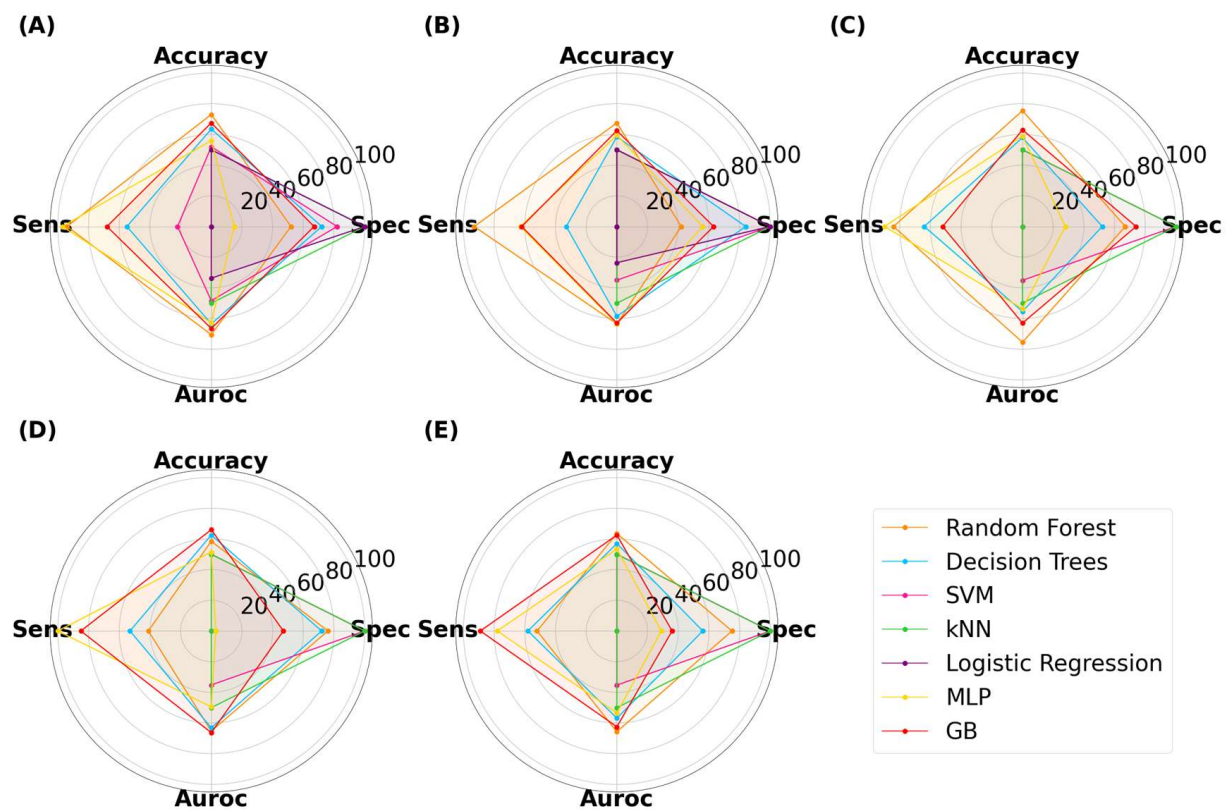 (A)
Accuracy
20
40
60
80
100
Sens
Spec
Auroc
(B)
Accuracy
20
40
60
80
100
Sens
Spec
Auroc
(C)
Accuracy
20
40
60
80
100
Sens
Spec
Auroc
(D)
Accuracy
20
40
60
80
100
Sens
Spec
Auroc
(E)
Accuracy
20
40
60
80
100
Sens
Spec
Auroc
Random Forest
Decision Trees
SVM
kNN
Logistic Regression
MLP
GB